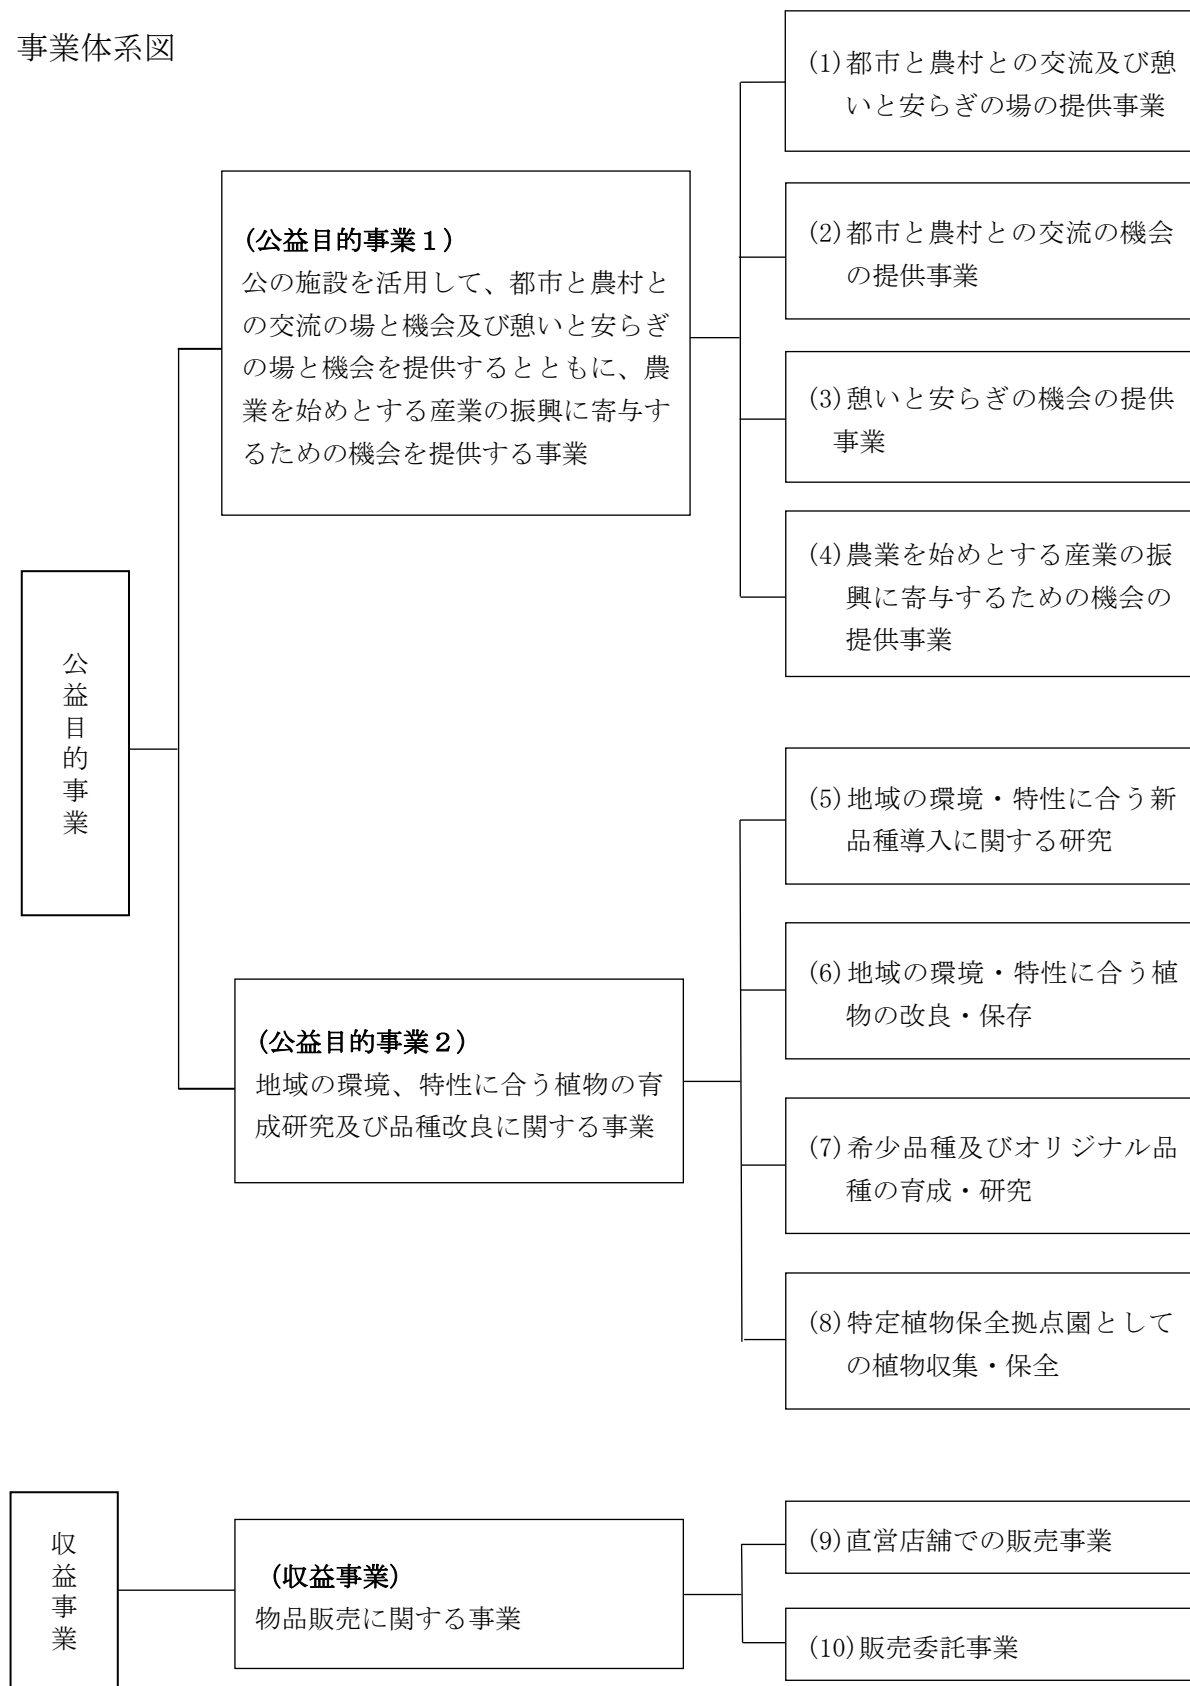 事業体系図
(1)都市と農村との交流及び憩
いと安らぎの場の提供事業
(公益目的事業1)
公の施設を活用して、都市と農村と
の交流の場と機会及び憩いと安らぎ
の場と機会を提供するとともに、農
業を始めとする産業の振興に寄与す
るための機会を提供する事業
(2)都市と農村との交流の機会
の提供事業
(3)憩いと安らぎの機会の提供
事業
(4)農業を始めとする産業の振
興に寄与するための機会の
提供事業
公益目的事業
(5)地域の環境・特性に合う新
品種導入に関する研究
(6)地域の環境・特性に合う植
物の改良・保存
(公益目的事業2)
地域の環境、特性に合う植物の育
成研究及び品種改良に関する事業
(7)希少品種及びオリジナル品
種の育成・研究
(8)特定植物保全拠点園として
の植物収集・保全
収益事業
(収益事業)
物品販売に関する事業
(9)直営店舗での販売事業
(10)販売委託事業